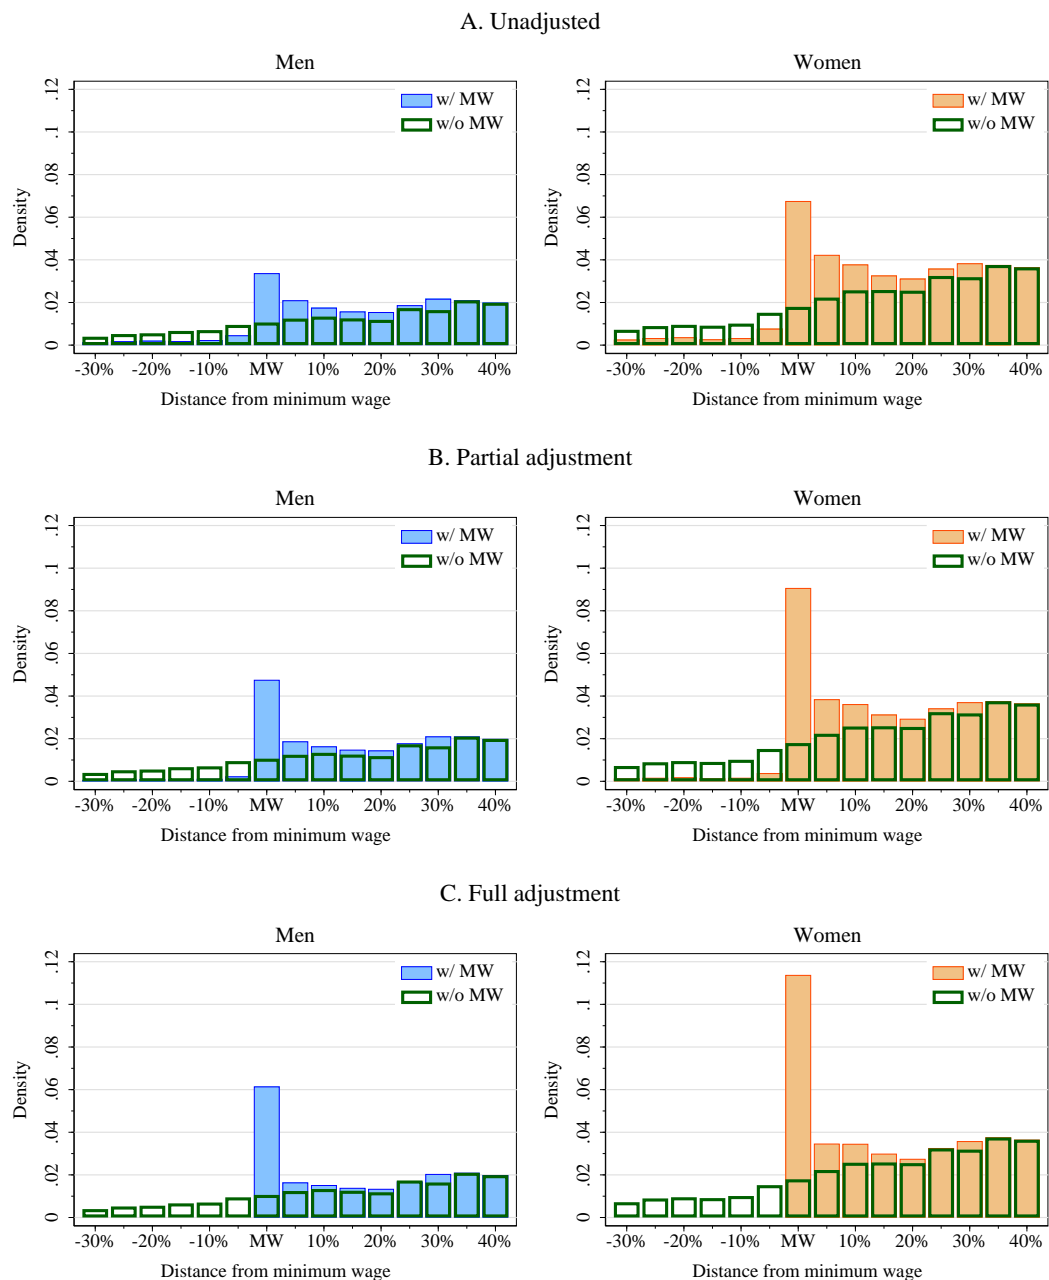 A. Unadjusted
Men
Women
Density
0 .02 .04 .06 .08 .1 .12
w/ MW
w/o MW
-30% -20% -10% MW 10% 20% 30% 40%
Distance from minimum wage
Density
0 .02 .04 .06 .08 .1 .12
w/ MW
w/o MW
-30% -20% -10% MW 10% 20% 30% 40%
Distance from minimum wage
B. Partial adjustment
Men
Women
Density
0 .02 .04 .06 .08 .1 .12
w/ MW
w/o MW
-30% -20% -10% MW 10% 20% 30% 40%
Distance from minimum wage
Density
0 .02 .04 .06 .08 .1 .12
w/ MW
w/o MW
-30% -20% -10% MW 10% 20% 30% 40%
Distance from minimum wage
C. Full adjustment
Men
Women
Density
0 .02 .04 .06 .08 .1 .12
w/ MW
w/o MW
-30% -20% -10% MW 10% 20% 30% 40%
Distance from minimum wage
Density
0 .02 .04 .06 .08 .1 .12
w/ MW
w/o MW
-30% -20% -10% MW 10% 20% 30% 40%
Distance from minimum wage